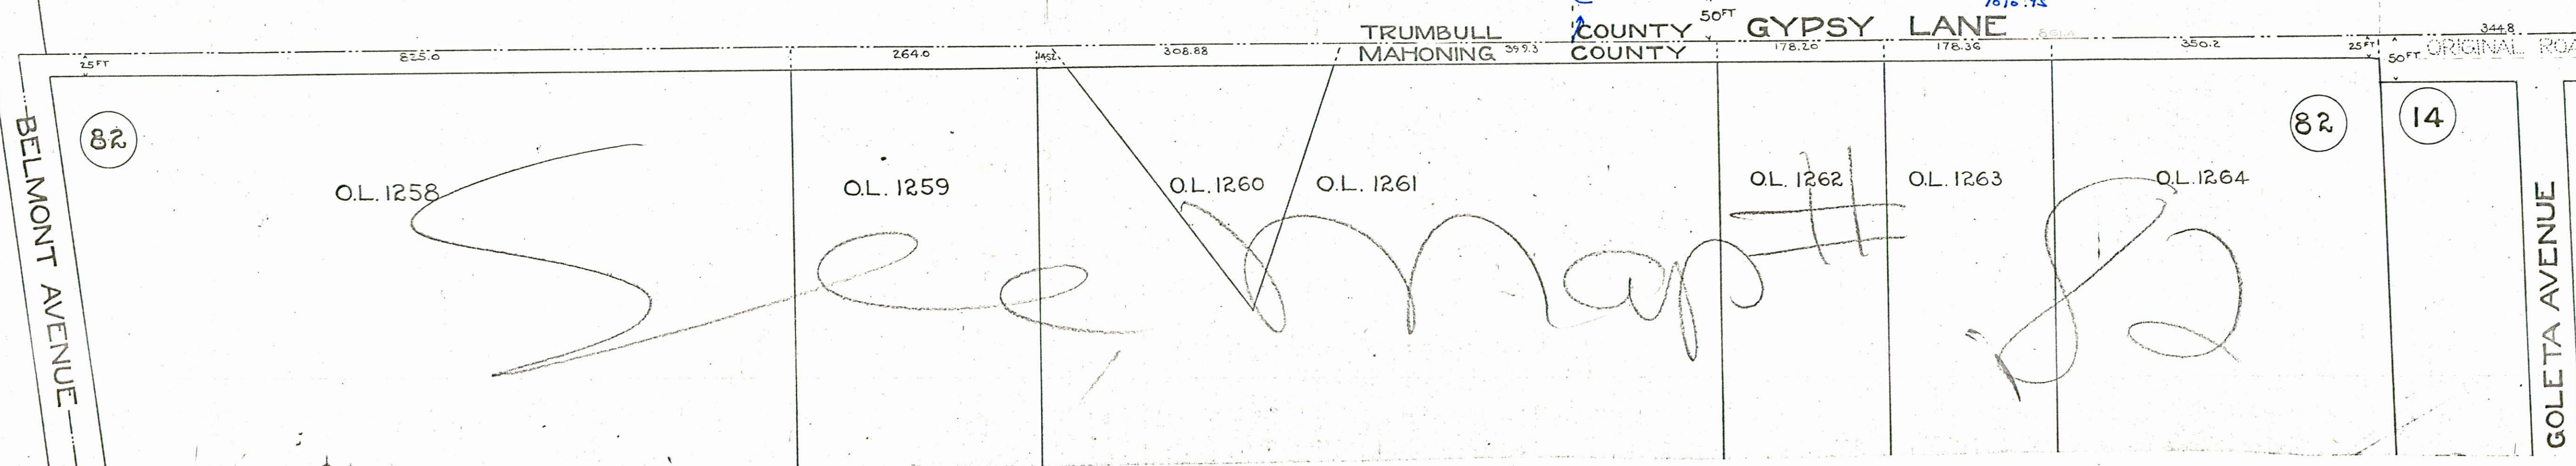 TRUMBULL COUNTY 50FT GYPSY LANE
25FT 825.0 264.0 308.88 MAHONING 399.3 COUNTY 178.20 178.36 350.2 25FT 344.8
50FT ORIGINAL
82 82 14
O.L. 1258 O.L. 1259 O.L. 1260 O.L. 1261 O.L. 1262 O.L. 1263 O.L. 1264
See Map # 82
BELMONT AVENUE
GOLETA AVENUE